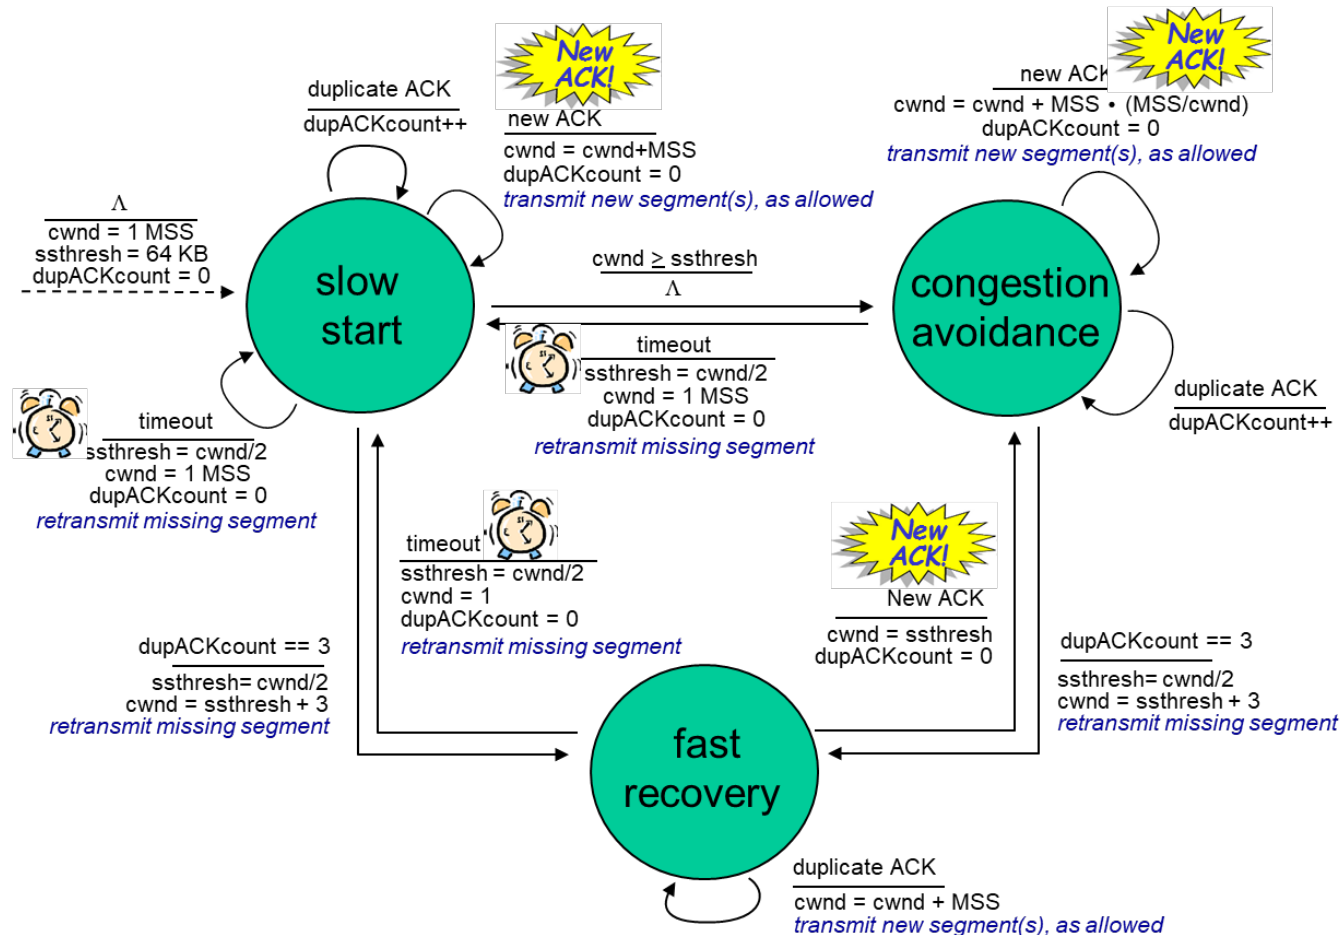 New
ACK!
duplicate ACK
dupACKcount++
new ACK
cwnd = cwnd+MSS
dupACKcount = 0
transmit new segment(s), as allowed
New
ACK!
new ACK
cwnd = cwnd + MSS • (MSS/cwnd)
dupACKcount = 0
transmit new segment(s), as allowed
Λ
cwnd = 1 MSS
ssthresh = 64 KB
dupACKcount = 0
slow
start
cwnd ≥ ssthresh
Λ
congestion
avoidance
timeout
ssthresh = cwnd/2
cwnd = 1 MSS
dupACKcount = 0
retransmit missing segment
duplicate ACK
dupACKcount++
timeout
ssthresh = cwnd/2
cwnd = 1 MSS
dupACKcount = 0
retransmit missing segment
timeout
ssthresh = cwnd/2
cwnd = 1
dupACKcount = 0
retransmit missing segment
New
ACK!
New ACK
cwnd = ssthresh
dupACKcount = 0
dupACKcount == 3
ssthresh= cwnd/2
cwnd = ssthresh + 3
retransmit missing segment
dupACKcount == 3
ssthresh= cwnd/2
cwnd = ssthresh + 3
retransmit missing segment
fast
recovery
duplicate ACK
cwnd = cwnd + MSS
transmit new segment(s), as allowed